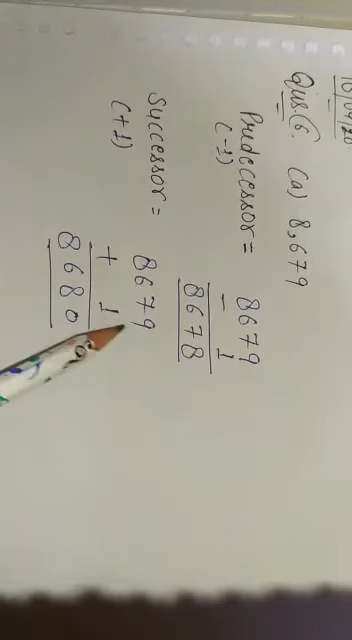 Ques 6. (a) 8,679
Predecessor = 8679
(-1) - 1
8678
Successor = 8679
(+1) + 1
8680